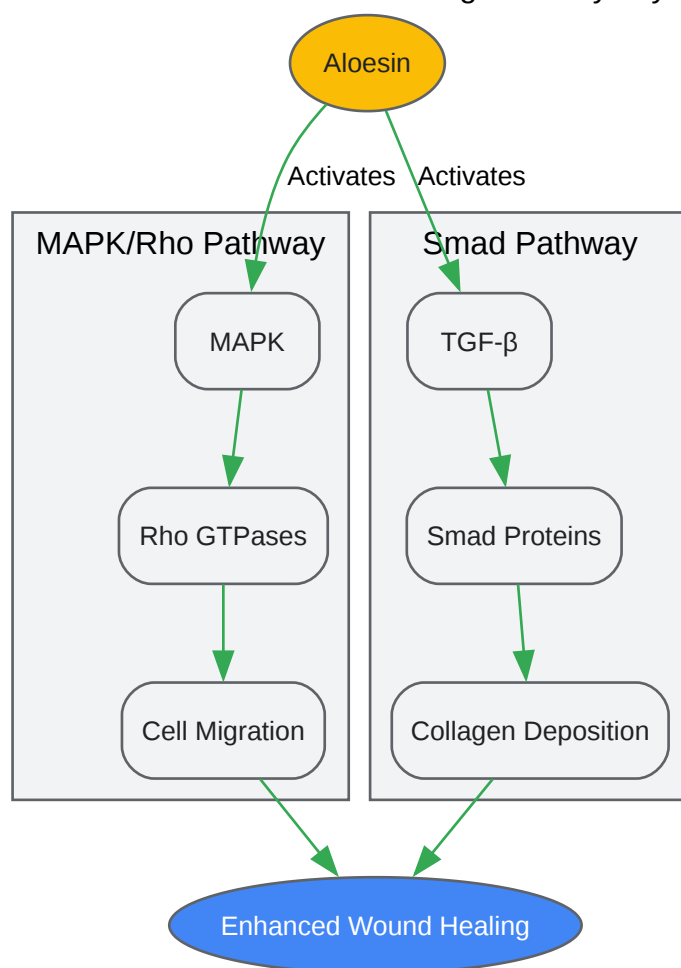 Aloesin
Activates Activates
MAPK/Rho Pathway
Smad Pathway
MAPK
TGF-β
Rho GTPases
Smad Proteins
Cell Migration
Collagen Deposition
Enhanced Wound Healing